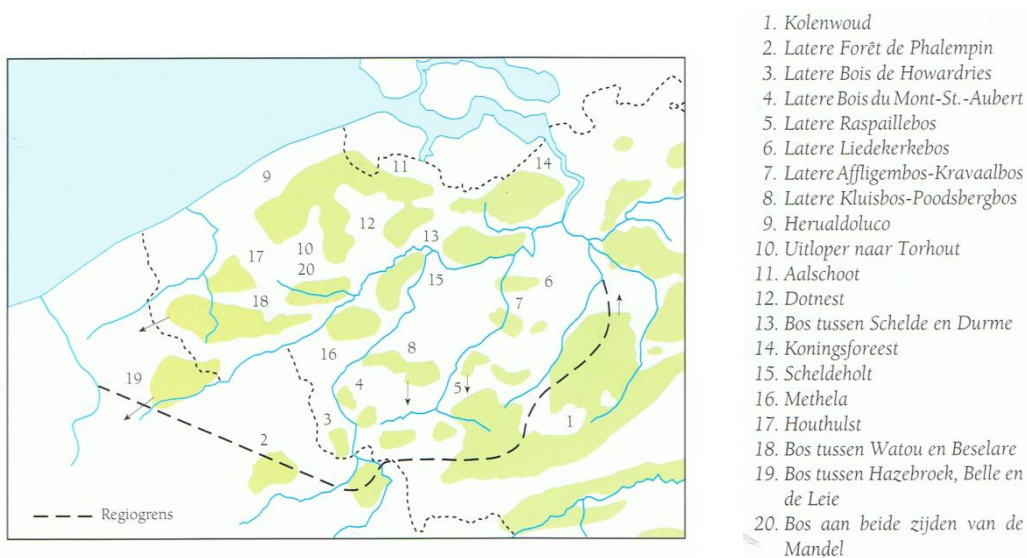 9
11
14
12
10
13
17
20
15
6
18
7
16
8
19
4
5
1
3
2
Regiogrens
1. Kolenwoud
2. Latere Forêt de Phalempin
3. Latere Bois de Howardries
4. Latere Bois du Mont-St.-Aubert
5. Latere Raspaillebos
6. Latere Liedekerkebos
7. Latere Affligembos-Kravaalbos
8. Latere Kluisbos-Poodsbergbos
9. Herualdoluco
10. Uitloper naar Torhout
11. Aalschoot
12. Dotnest
13. Bos tussen Schelde en Durme
14. Koningsforeest
15. Scheldeholt
16. Methela
17. Houthulst
18. Bos tussen Watou en Beselare
19. Bos tussen Hazebroek, Belle en
de Leie
20. Bos aan beide zijden van de
Mandel